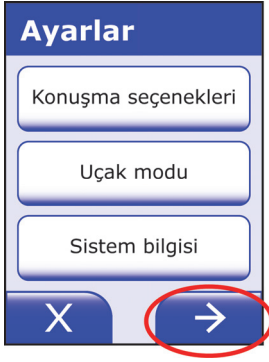 Ayarlar
Konuşma seçenekleri
Uçak modu
Sistem bilgisi
X →